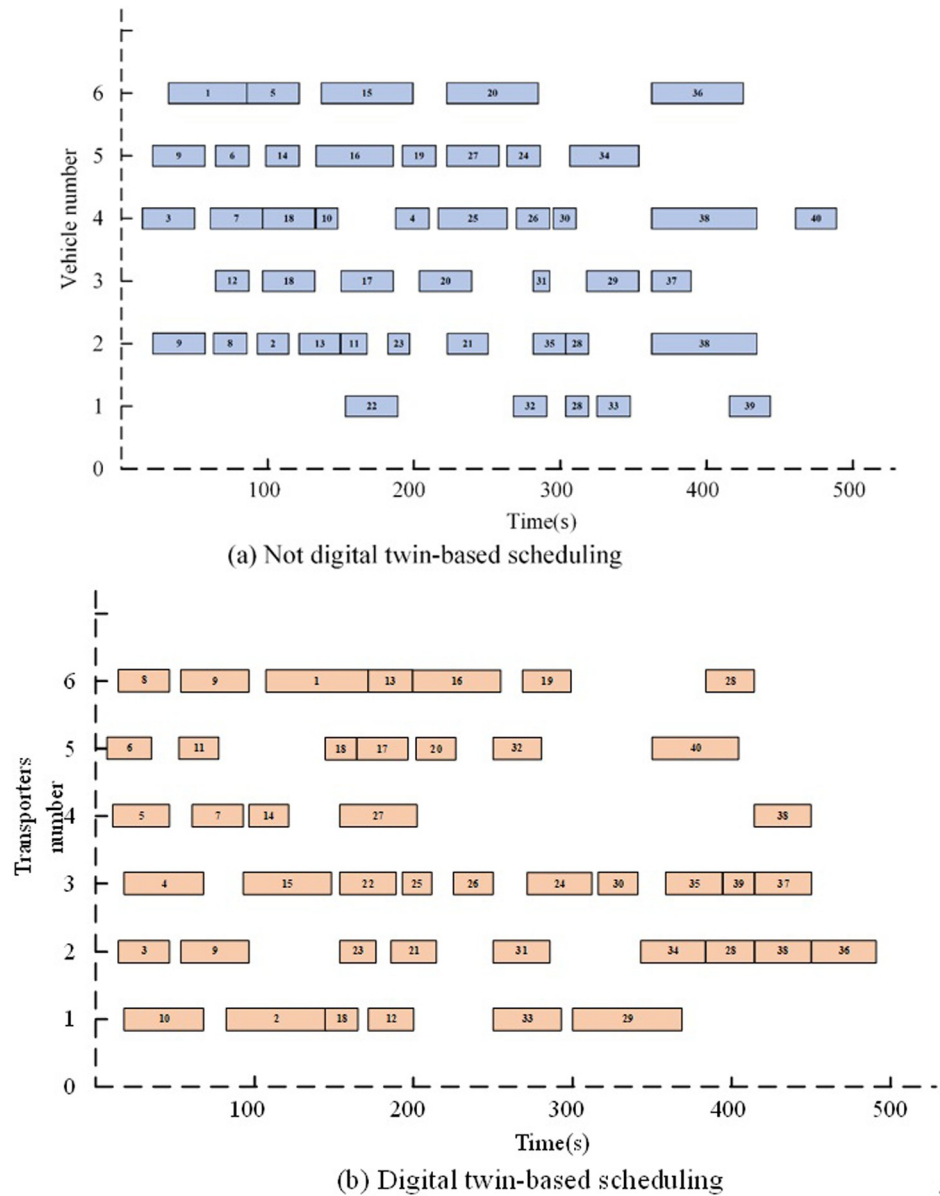 6 1 5 15 20 36
5 9 6 14 16 19 27 24 34
4 3 7 18 10 4 25 26 30 38 40
3 12 18 17 20 31 29 37
2 9 8 2 13 11 23 21 35 28 38
1 22 32 28 33 39
0
Vehicle number
100 200 300 400 500
Time(s)
(a) Not digital twin-based scheduling
6 8 9 1 13 16 19 28
5 6 11 18 17 20 32 40
4 5 7 14 27 38
3 4 15 22 25 26 24 30 35 39 37
2 3 9 23 21 31 34 28 38 36
1 10 2 18 12 33 29
0
Transporters
number
100 200 300 400 500
Time(s)
(b) Digital twin-based scheduling